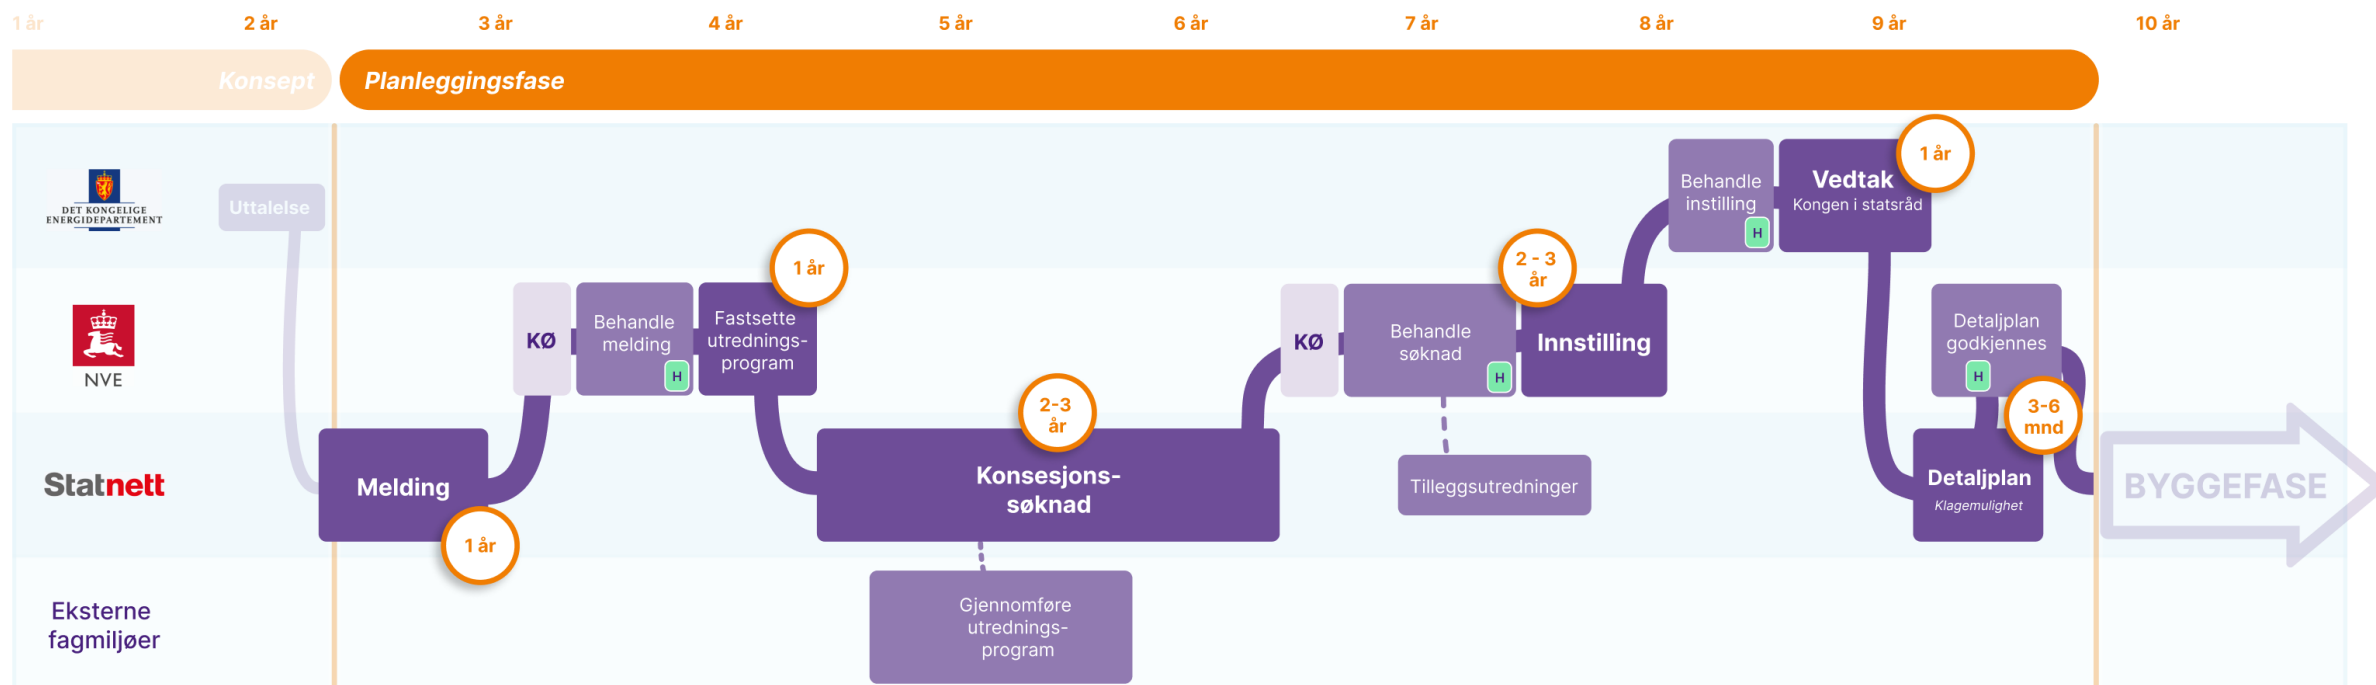 1 år
2 år
3 år
4 år
5 år
6 år
7 år
8 år
9 år
10 år
Konsept
Planleggingsfase
DET KONGELIGE
ENERGIDEPARTEMENT
Uttalelse
Behandle
instilling
H
Vedtak
Kongen i statsråd
1 år
NVE
KØ
Behandle
melding
H
Fastsette
utrednings-
program
1 år
KØ
Behandle
søknad
H
2 - 3
år
Innstilling
Detaljplan
godkjennes
H
3-6
mnd
Statnett
Melding
1 år
2-3
år
Konsesjons-
søknad
Tilleggsutredninger
Detaljplan
Klagemulighet
BYGGEFASE
Eksterne
fagmiljøer
Gjennomføre
utrednings-
program